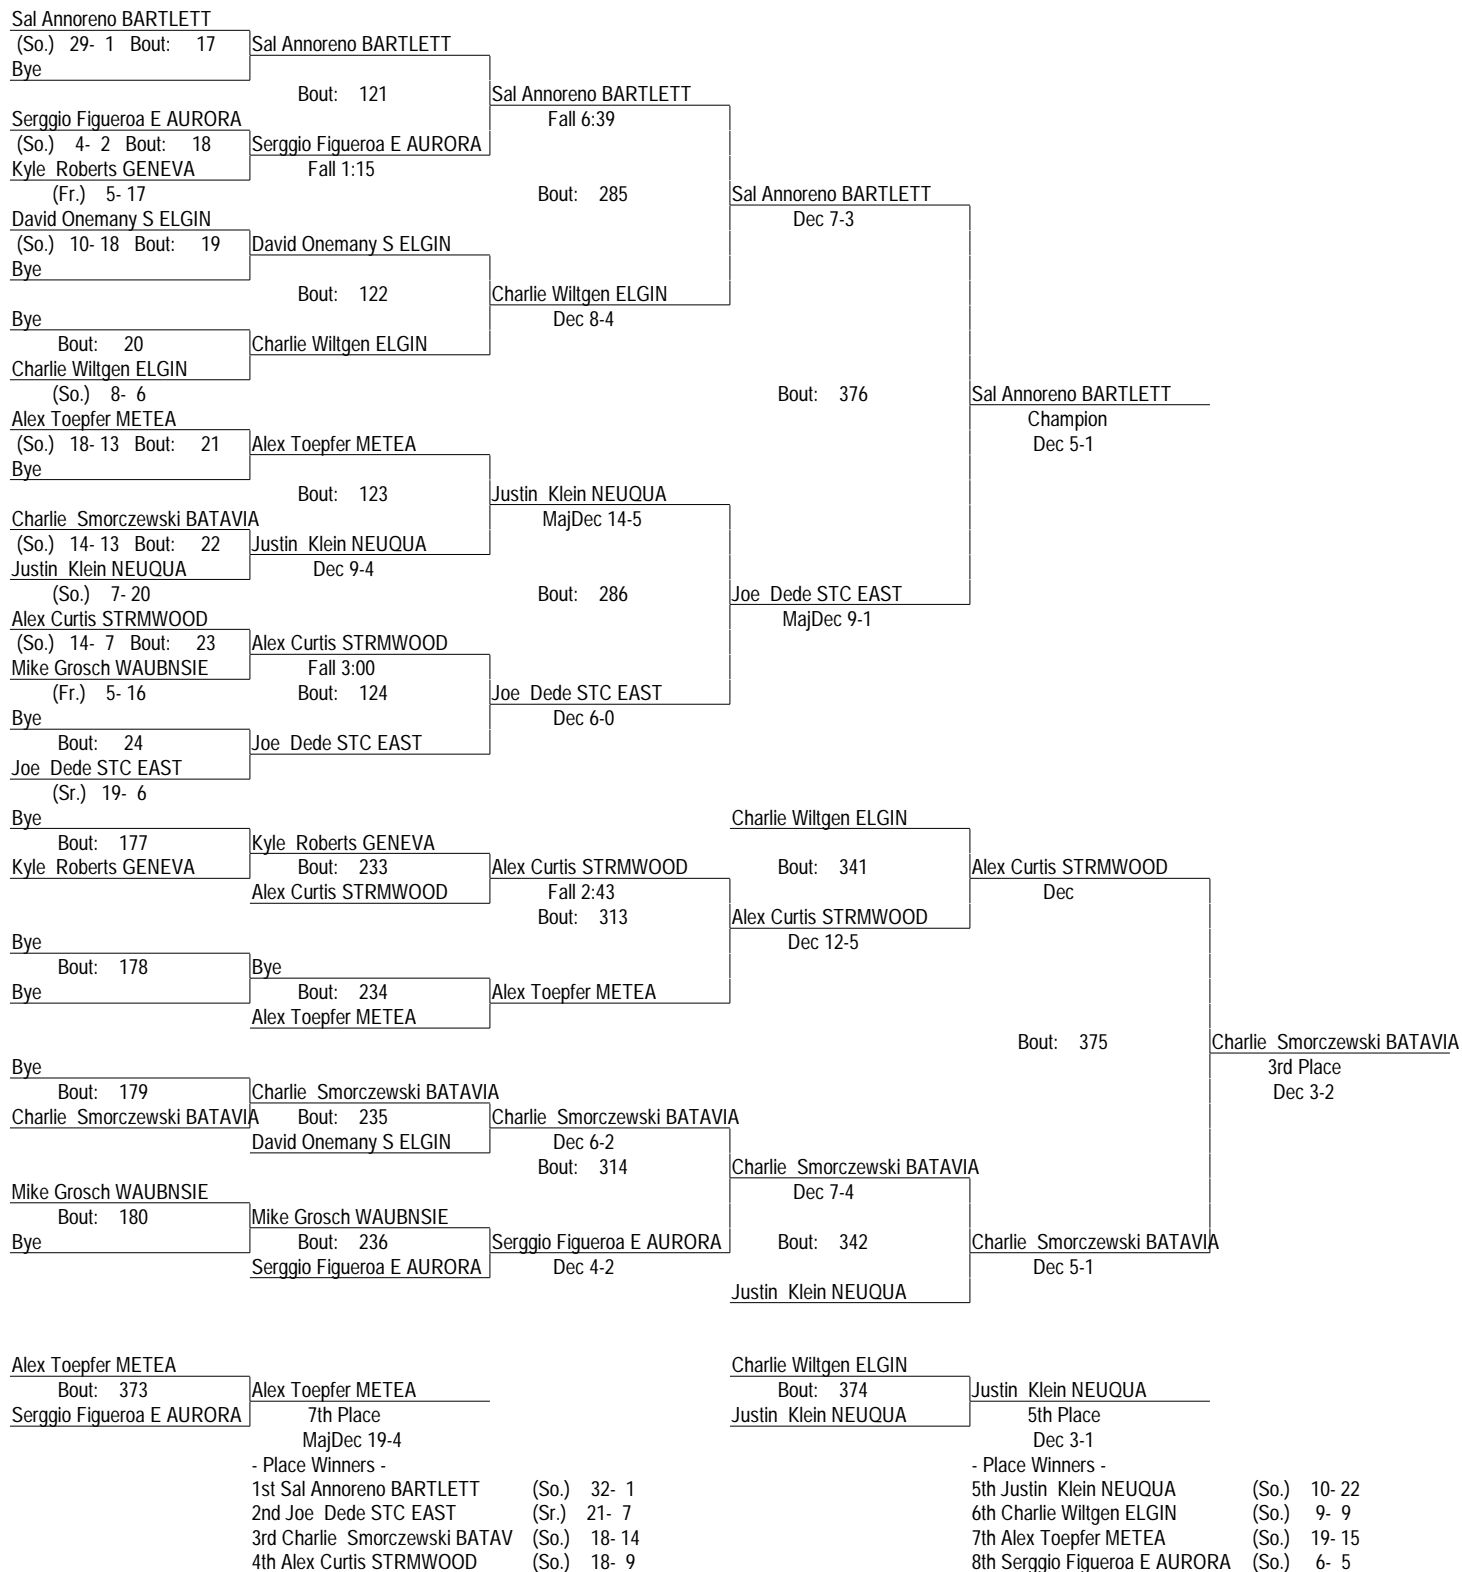 Sal Annoreno BARTLETT
(So.) 29- 1 Bout: 17 Sal Annoreno BARTLETT
Bye
Bout: 121 Sal Annoreno BARTLETT
Serggio Figueroa E AURORA Fall 6:39
(So.) 4- 2 Bout: 18 Serggio Figueroa E AURORA
Kyle Roberts GENEVA Fall 1:15
(Fr.) 5- 17 Bout: 285 Sal Annoreno BARTLETT
David Onemany S ELGIN Dec 7-3
(So.) 10- 18 Bout: 19 David Onemany S ELGIN
Bye
Bout: 122 Charlie Wiltgen ELGIN
Bye Dec 8-4
Bout: 20 Charlie Wiltgen ELGIN
Charlie Wiltgen ELGIN
(So.) 8- 6 Bout: 376 Sal Annoreno BARTLETT
Alex Toepfer METEA Champion
(So.) 18- 13 Bout: 21 Alex Toepfer METEA Dec 5-1
Bye
Bout: 123 Justin Klein NEUQUA
Charlie Smorczewski BATAVIA MajDec 14-5
(So.) 14- 13 Bout: 22 Justin Klein NEUQUA
Justin Klein NEUQUA Dec 9-4
(So.) 7- 20 Bout: 286 Joe Dede STC EAST
Alex Curtis STRMWOOD MajDec 9-1
(So.) 14- 7 Bout: 23 Alex Curtis STRMWOOD
Mike Grosch WAUBNSIE Fall 3:00
(Fr.) 5- 16 Bout: 124 Joe Dede STC EAST
Bye Dec 6-0
Bout: 24 Joe Dede STC EAST
Joe Dede STC EAST
(Sr.) 19- 6
Bye Charlie Wiltgen ELGIN
Bout: 177 Kyle Roberts GENEVA
Kyle Roberts GENEVA Bout: 233 Alex Curtis STRMWOOD Bout: 341 Alex Curtis STRMWOOD
Alex Curtis STRMWOOD Fall 2:43 Dec
Bout: 313 Alex Curtis STRMWOOD
Bye Dec 12-5
Bout: 178 Bye
Bye Bout: 234 Alex Toepfer METEA
Alex Toepfer METEA
Bout: 375 Charlie Smorczewski BATAVIA
Bye 3rd Place
Bout: 179 Charlie Smorczewski BATAVIA Dec 3-2
Charlie Smorczewski BATAVIA Bout: 235 Charlie Smorczewski BATAVIA
David Onemany S ELGIN Dec 6-2
Bout: 314 Charlie Smorczewski BATAVIA
Mike Grosch WAUBNSIE Dec 7-4
Bout: 180 Mike Grosch WAUBNSIE
Bye Bout: 236 Serggio Figueroa E AURORA Bout: 342 Charlie Smorczewski BATAVIA
Serggio Figueroa E AURORA Dec 4-2 Dec 5-1
Justin Klein NEUQUA
Alex Toepfer METEA Charlie Wiltgen ELGIN
Bout: 373 Alex Toepfer METEA Bout: 374 Justin Klein NEUQUA
Serggio Figueroa E AURORA 7th Place Justin Klein NEUQUA 5th Place
MajDec 19-4 Dec 3-1
- Place Winners - - Place Winners -
1st Sal Annoreno BARTLETT (So.) 32- 1 5th Justin Klein NEUQUA (So.) 10- 22
2nd Joe Dede STC EAST (Sr.) 21- 7 6th Charlie Wiltgen ELGIN (So.) 9- 9
3rd Charlie Smorczewski BATAV (So.) 18- 14 7th Alex Toepfer METEA (So.) 19- 15
4th Alex Curtis STRMWOOD (So.) 18- 9 8th Serggio Figueroa E AURORA (So.) 6- 5